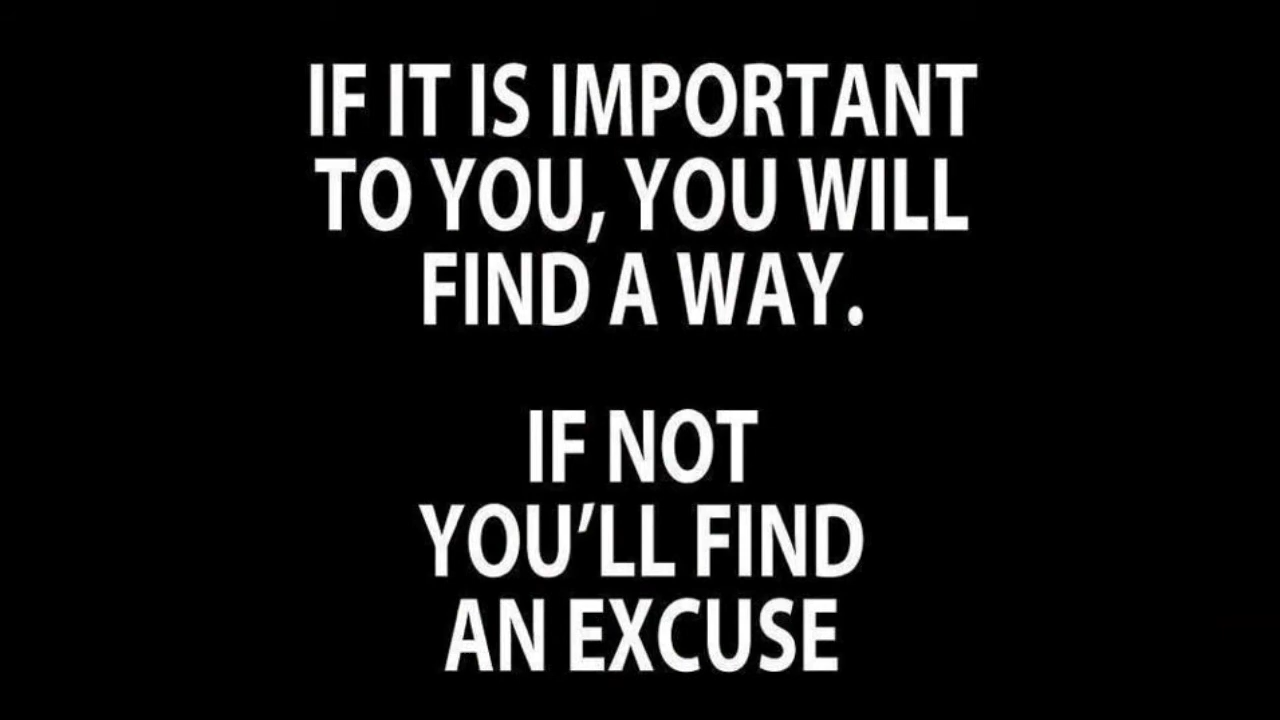 IF IT IS IMPORTANT
TO YOU, YOU WILL
FIND A WAY.
IF NOT
YOU’LL FIND
AN EXCUSE